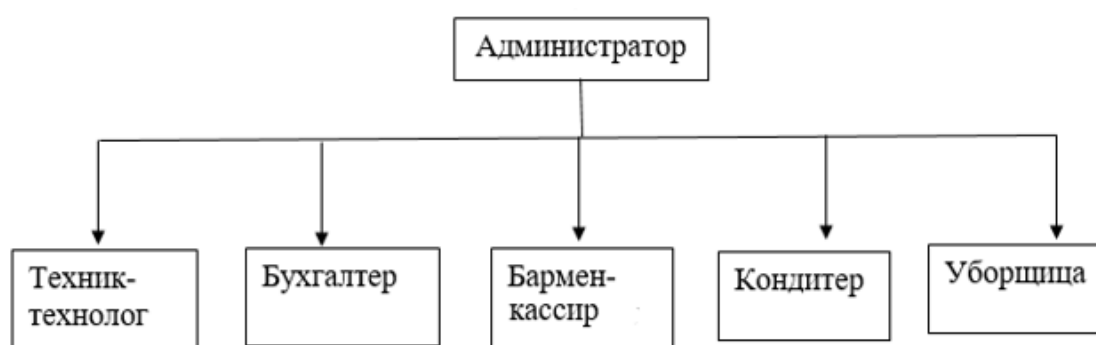 Администратор
Техник-
технолог
Бухгалтер
Бармен-
кассир
Кондитер
Уборщица